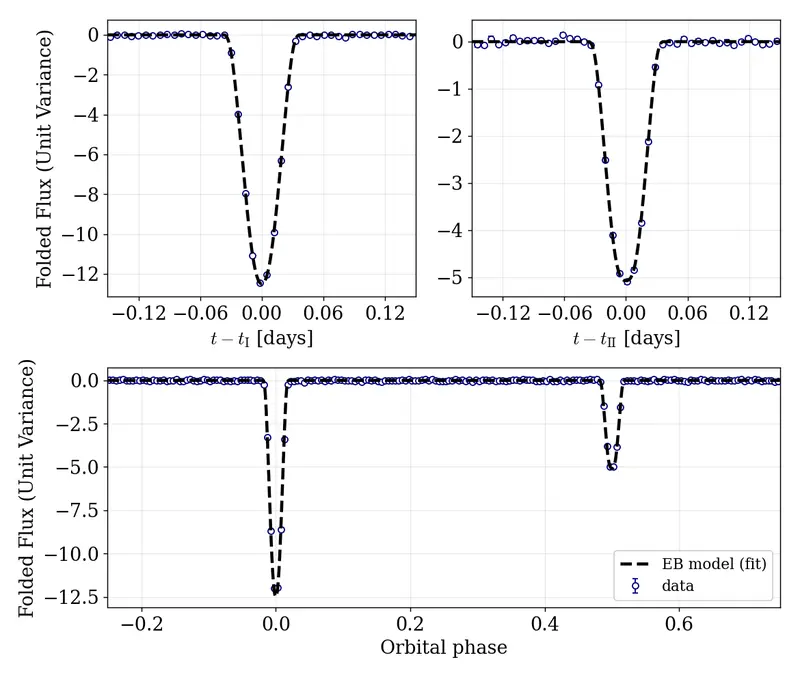 Folded Flux (Unit Variance)
0
−2
−4
−6
−8
−10
−12
−0.12 −0.06 0.00 0.06 0.12
t − t_I [days]
0
−1
−2
−3
−4
−5
−0.12 −0.06 0.00 0.06 0.12
t − t_II [days]
Folded Flux (Unit Variance)
0.0
−2.5
−5.0
−7.5
−10.0
−12.5
−0.2 0.0 0.2 0.4 0.6
Orbital phase
EB model (fit)
data